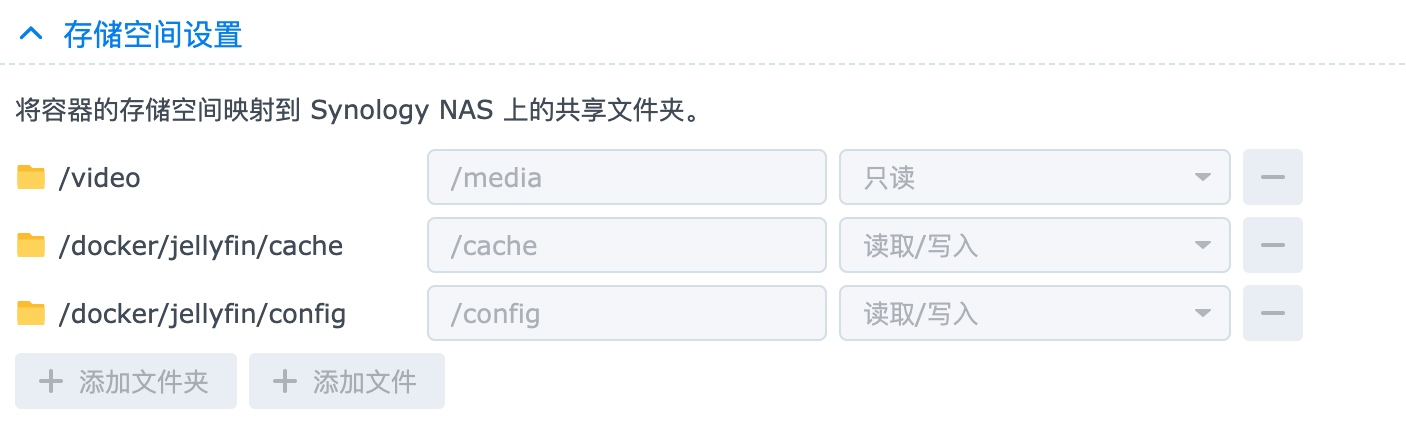 存储空间设置
将容器的存储空间映射到 Synology NAS 上的共享文件夹。
/video /media 只读
/docker/jellyfin/cache /cache 读取/写入
/docker/jellyfin/config /config 读取/写入
添加文件夹 添加文件